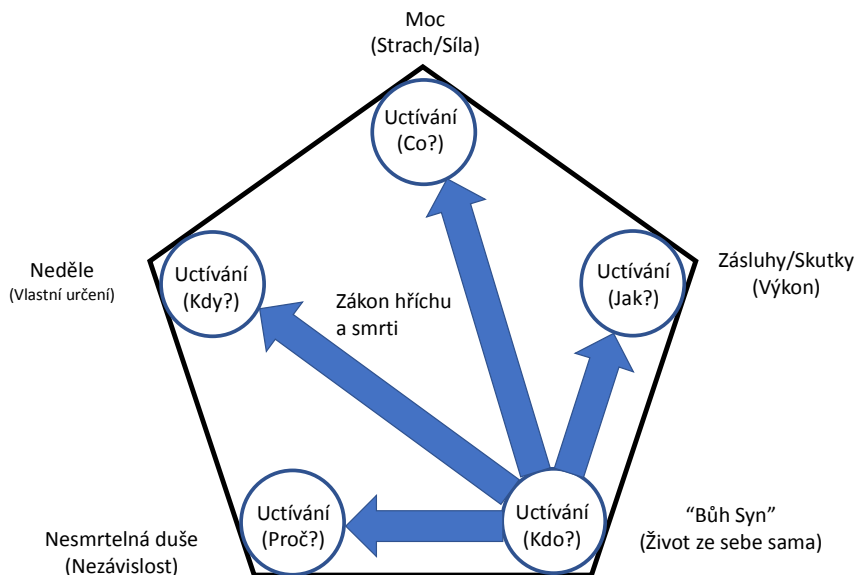 Moc
(Strach/Síla)
Uctívání
(Co?)
Neděle
(Vlastní určení)
Uctívání
(Kdy?)
Zákon hříchu
a smrti
Uctívání
(Jak?)
Zásluhy/Skutky
(Výkon)
Nesmrtelná duše
(Nezávislost)
Uctívání
(Proč?)
Uctívání
(Kdo?)
“Bůh Syn”
(Život ze sebe sama)